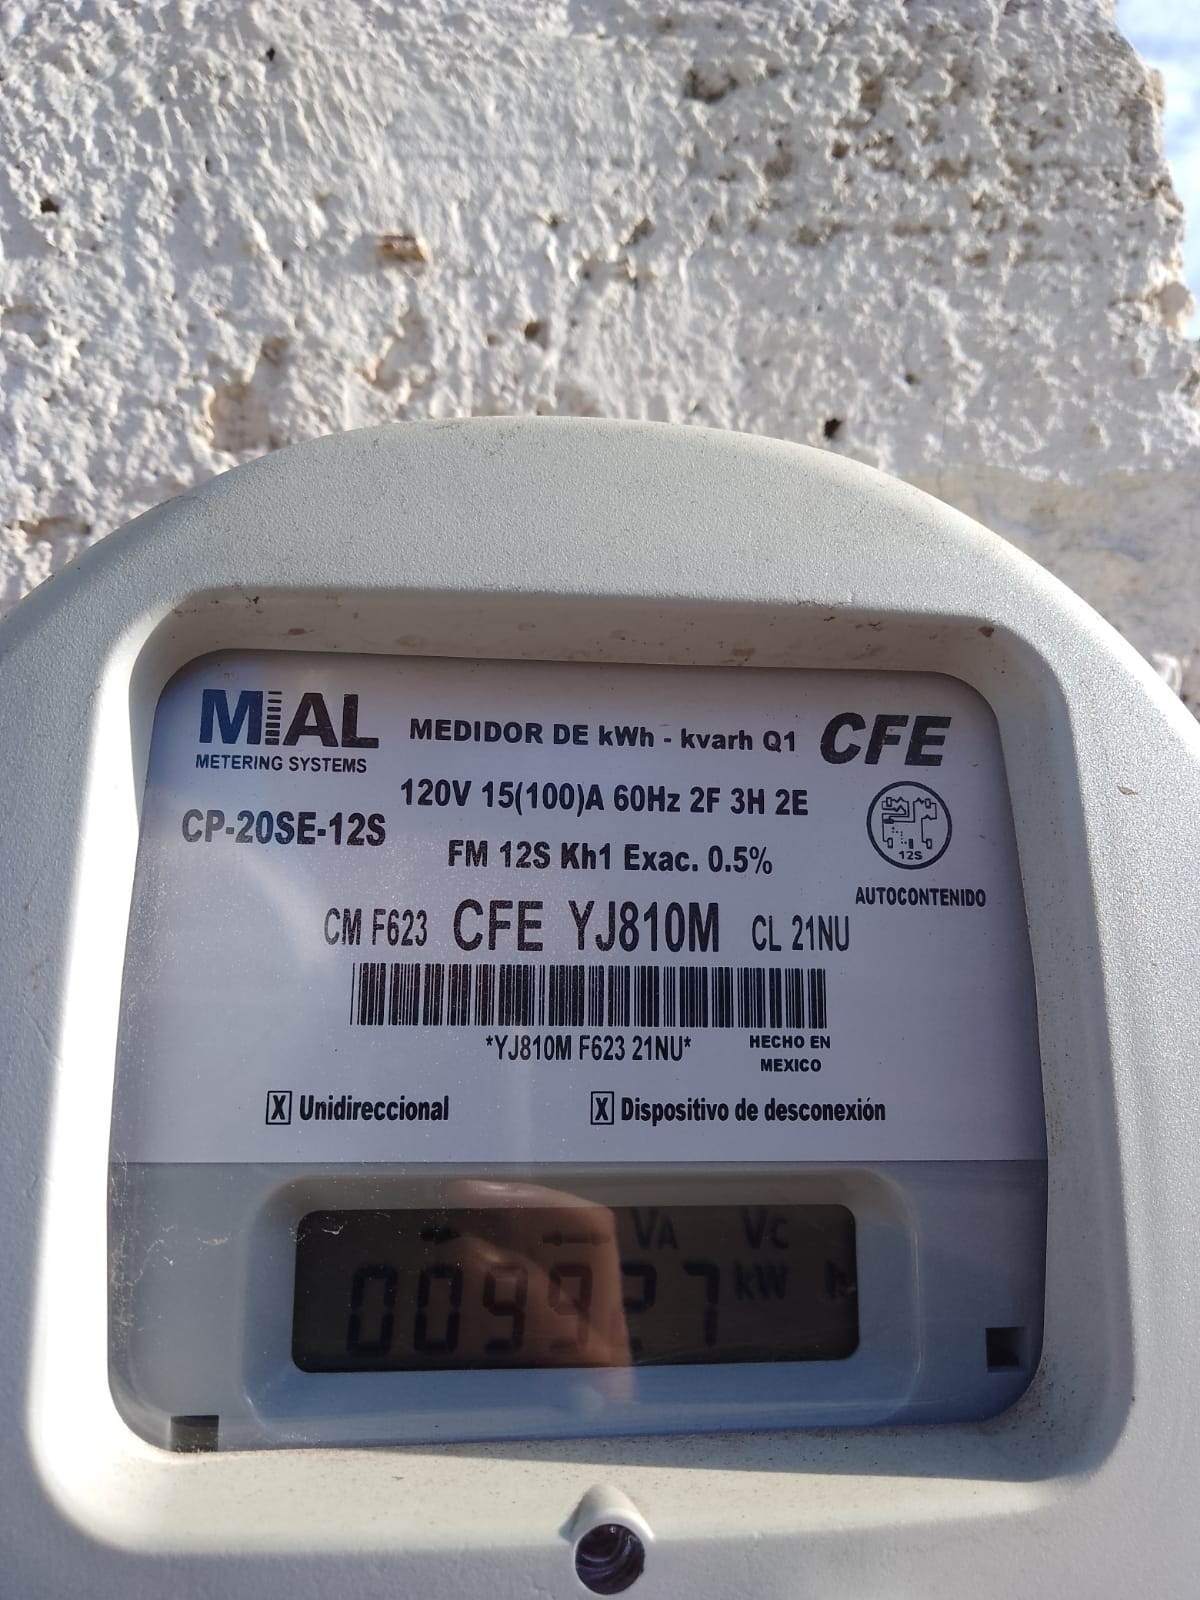 MIAL
METERING SYSTEMS
MEDIDOR DE kWh - kvarh Q1
CFE
120V 15(100)A 60Hz 2F 3H 2E
CP-20SE-12S
FM 12S Kh1 Exac. 0.5%
12S
AUTOCONTENIDO
CM F623 CFE YJ810M CL 21NU
*YJ810M F623 21NU*
HECHO EN
MEXICO
X Unidireccional
X Dispositivo de desconexión
VA VC
009927 kW h